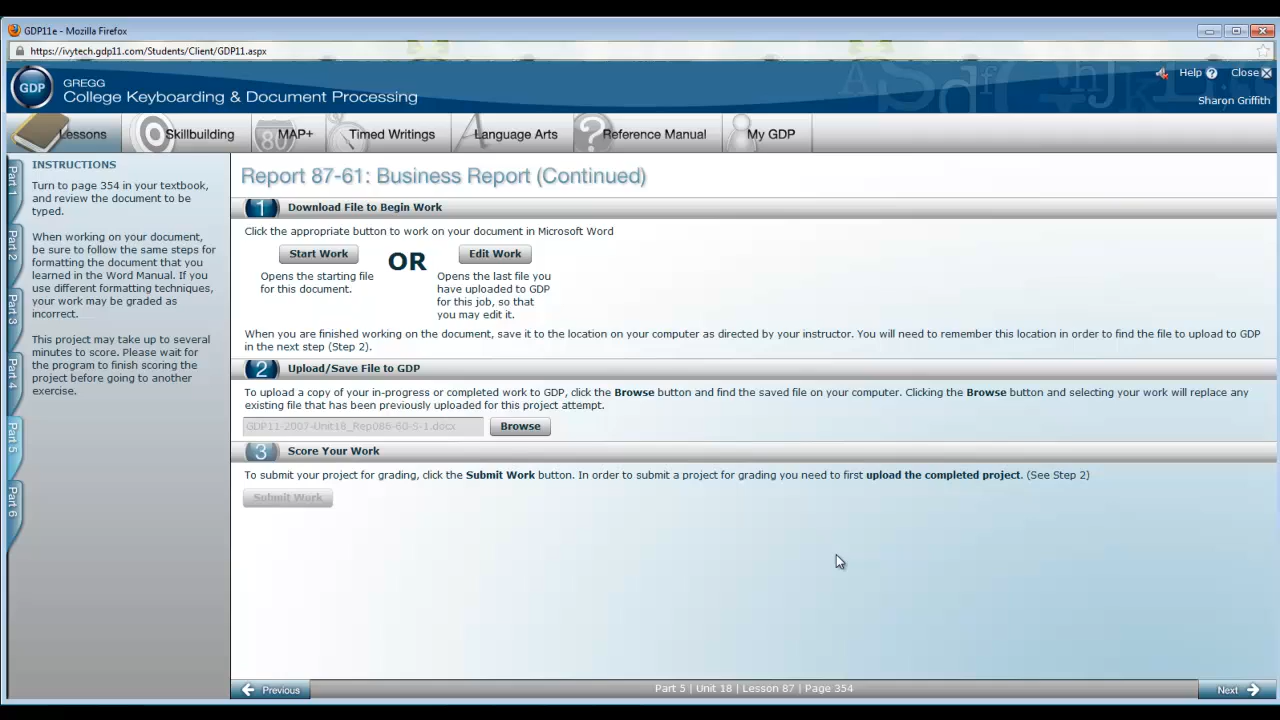 GDP11e - Mozilla Firefox
https://ivytech.gdp11.com/Students/Client/GDP11.aspx
GDP
GREGG
College Keyboarding & Document Processing
Help ?
Close
Sharon Griffith
Lessons
Skillbuilding
80
MAP+
Timed Writings
Language Arts
Reference Manual
My GDP
Part 1
Part 2
Part 3
Part 4
Part 5
Part 6
INSTRUCTIONS
Turn to page 354 in your textbook,
and review the document to be
typed.
When working on your document,
be sure to follow the same steps for
formatting the document that you
learned in the Word Manual. If you
use different formatting techniques,
your work may be graded as
incorrect.
This project may take up to several
minutes to score. Please wait for
the program to finish scoring the
project before going to another
exercise.
Report 87-61: Business Report (Continued)
1 Download File to Begin Work
Click the appropriate button to work on your document in Microsoft Word
Start Work
OR
Edit Work
Opens the starting file
for this document.
Opens the last file you
have uploaded to GDP
for this job, so that
you may edit it.
When you are finished working on the document, save it to the location on your computer as directed by your instructor. You will need to remember this location in order to find the file to upload to GDP
in the next step (Step 2).
2 Upload/Save File to GDP
To upload a copy of your in-progress or completed work to GDP, click the Browse button and find the saved file on your computer. Clicking the Browse button and selecting your work will replace any
existing file that has been previously uploaded for this project attempt.
GDP11-2007-Unit18_Rep086-60-S-1.docx
Browse
3 Score Your Work
To submit your project for grading, click the Submit Work button. In order to submit a project for grading you need to first upload the completed project. (See Step 2)
Submit Work
Previous
Part 5 | Unit 18 | Lesson 87 | Page 354
Next